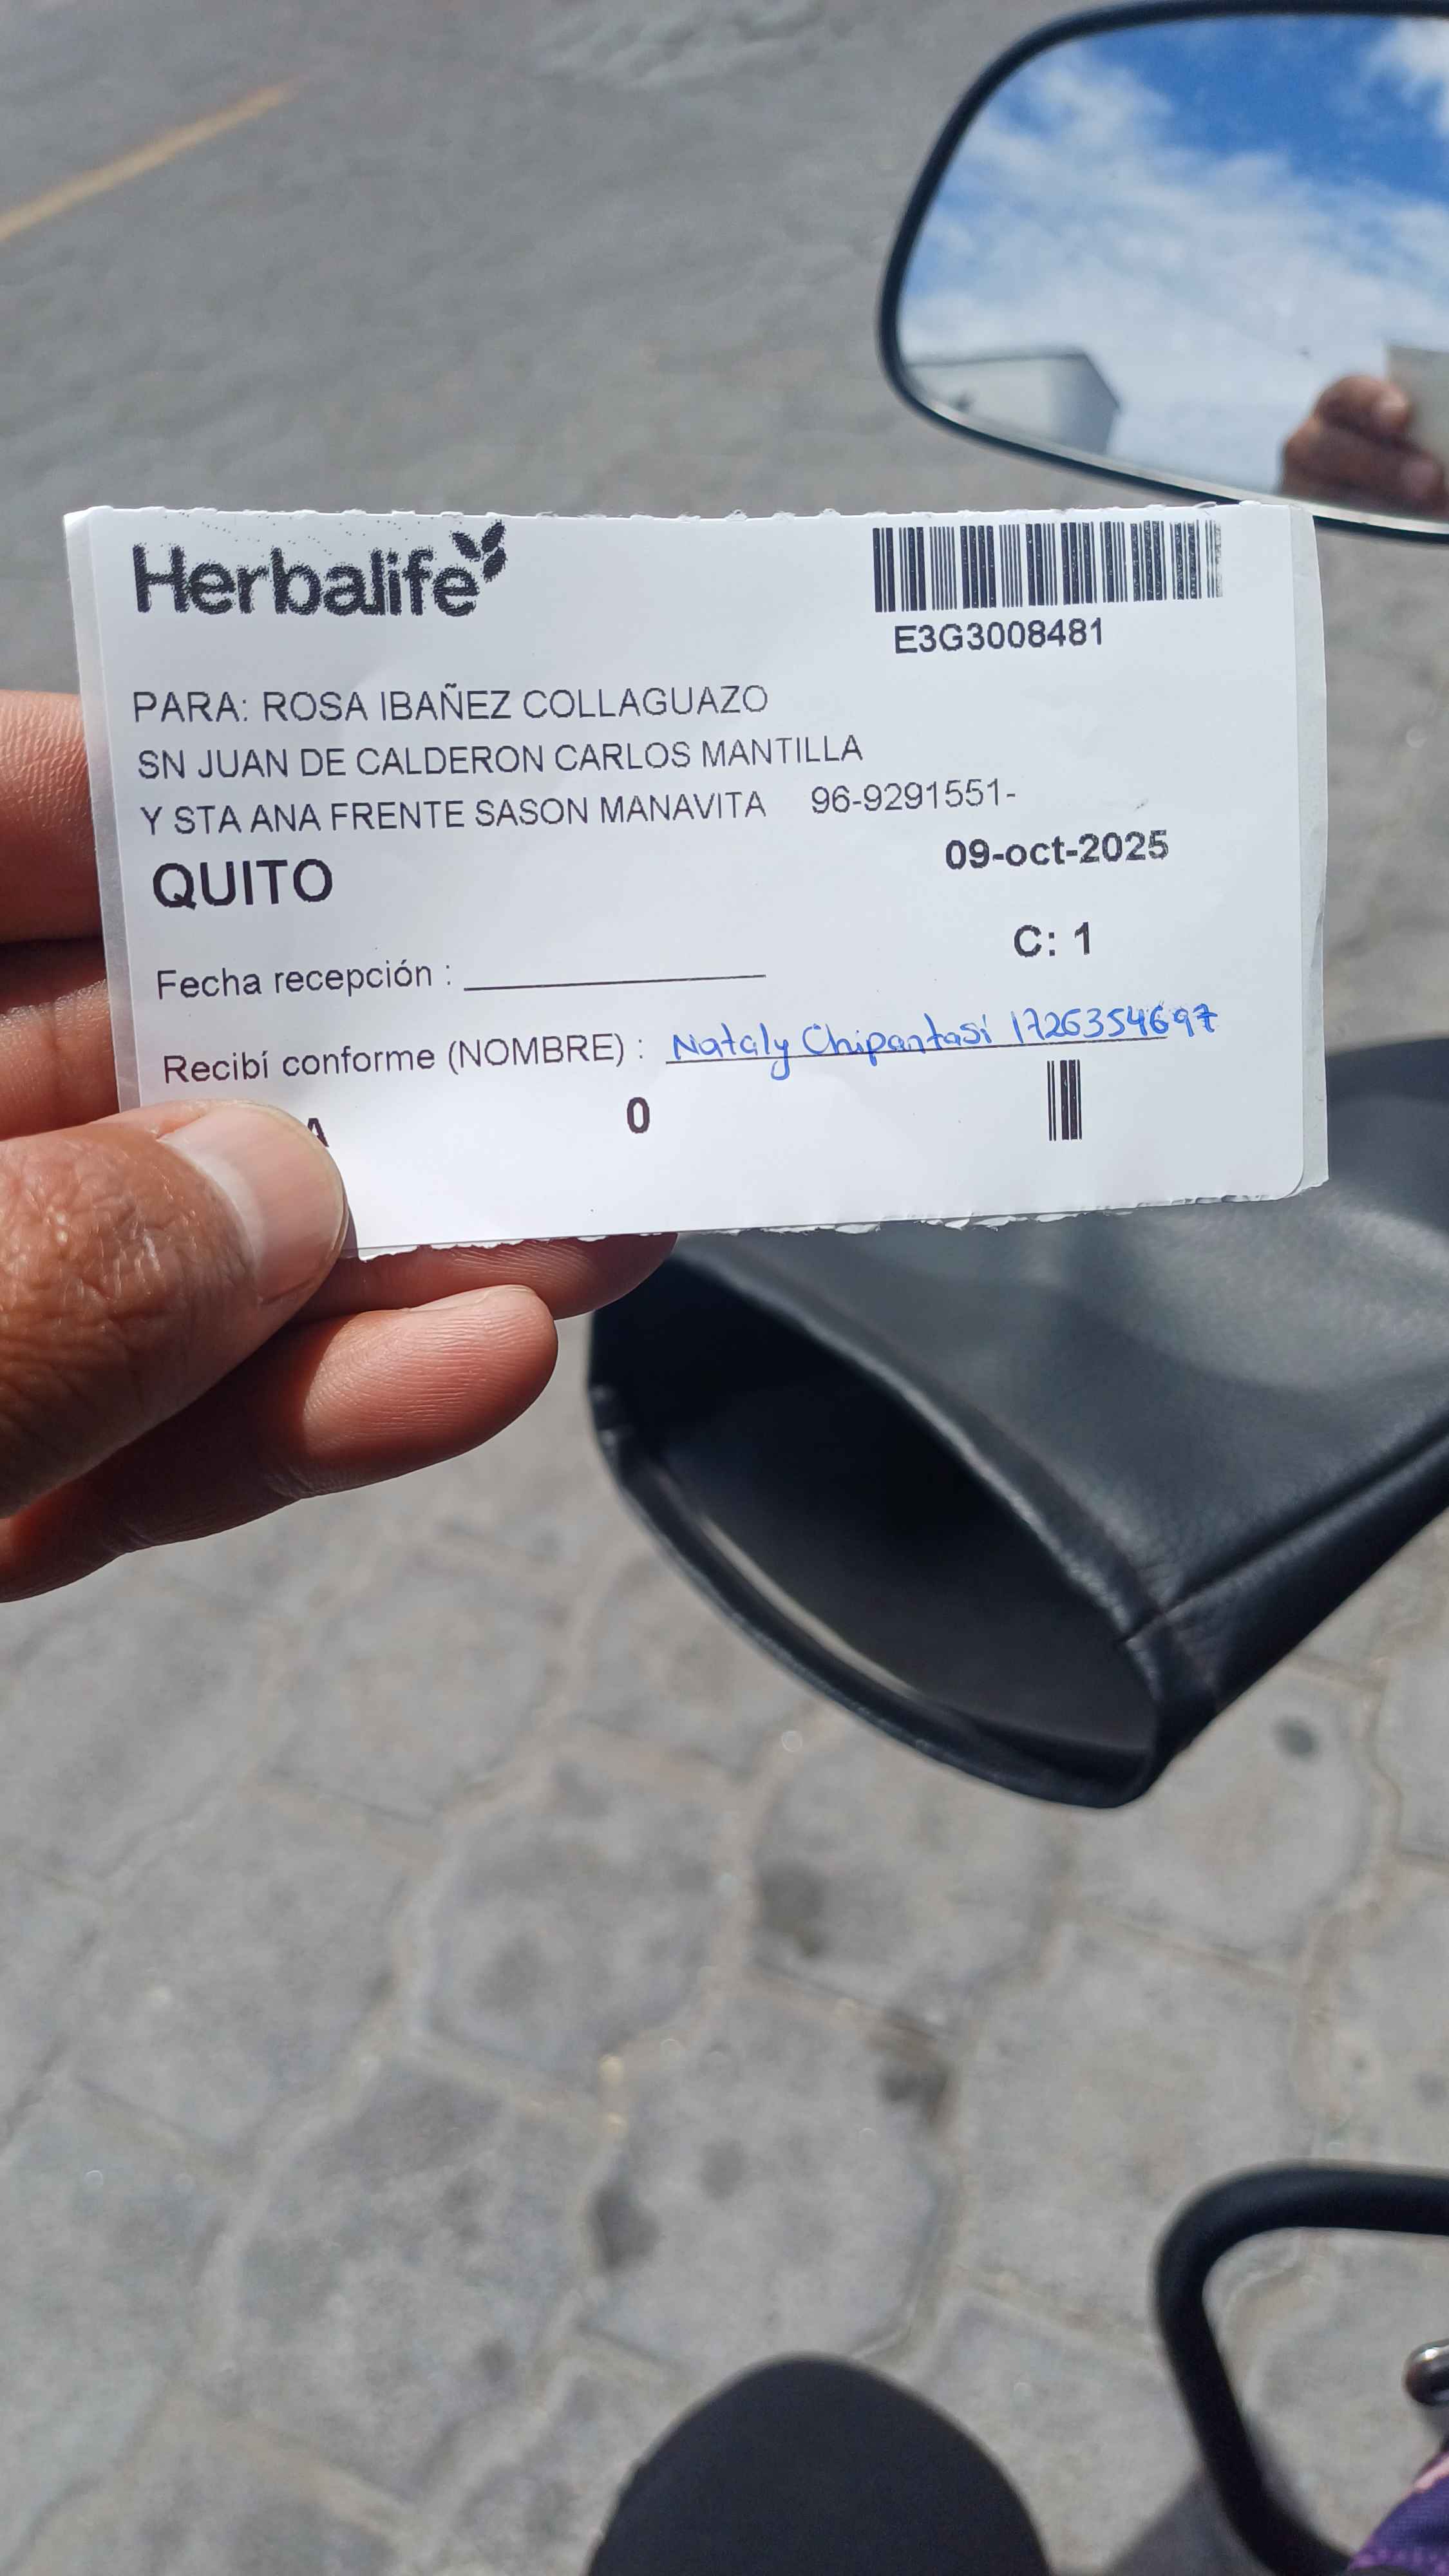 Herbalife
E3G3008481
PARA: ROSA IBAÑEZ COLLAGUAZO
SN JUAN DE CALDERON CARLOS MANTILLA
Y STA ANA FRENTE SASON MANAVITA 96-9291551-
09-oct-2025
QUITO
C: 1
Fecha recepción :
Recibí conforme (NOMBRE) : Nataly Chipantasi 1726354697
A 0